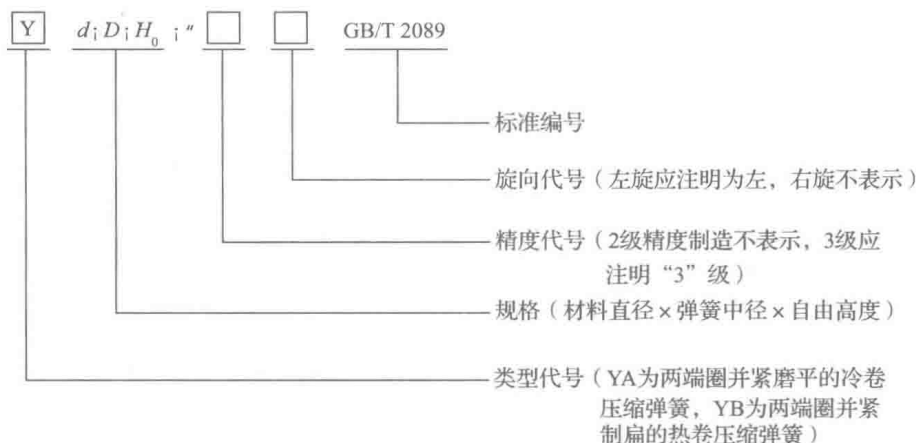 Y d¡D¡H₀ ¡″ □ □ GB/T 2089
标准编号
旋向代号（左旋应注明为左，右旋不表示）
精度代号（2级精度制造不表示，3级应
注明“3”级）
规格（材料直径×弹簧中径×自由高度）
类型代号（YA为两端圈并紧磨平的冷卷
压缩弹簧，YB为两端圈并紧
制扁的热卷压缩弹簧）